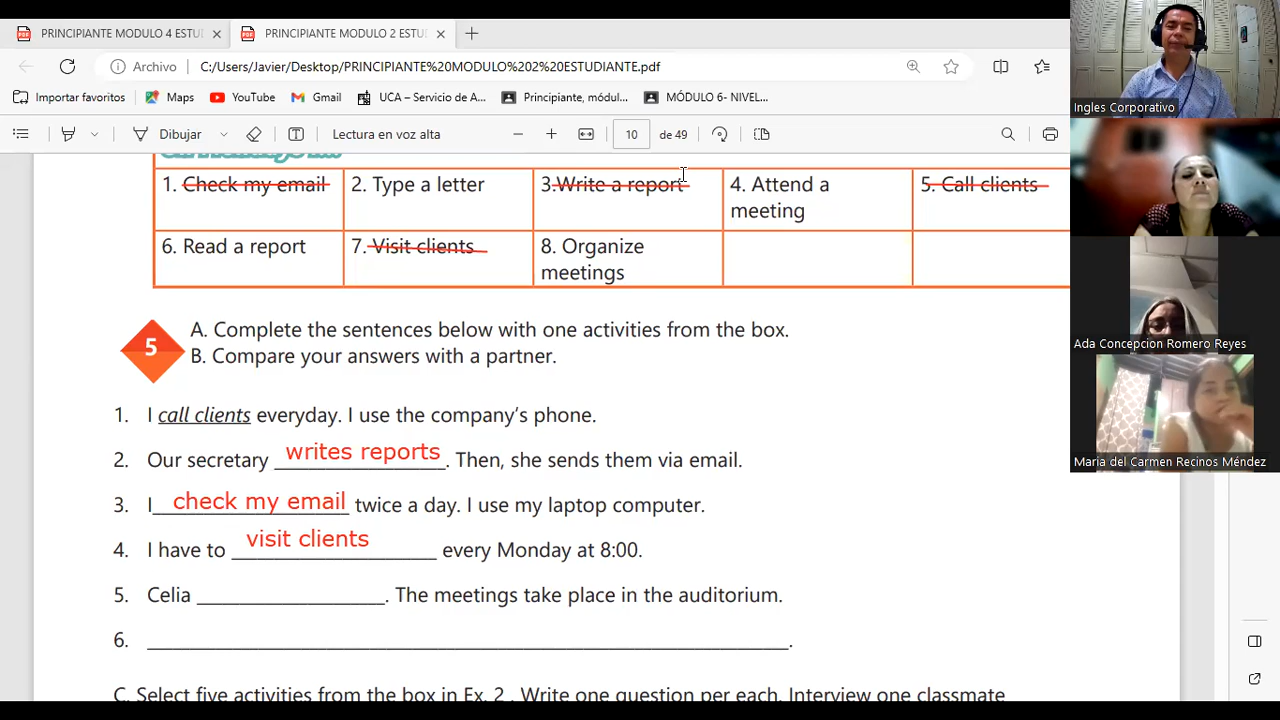 PRINCIPIANTE MODULO 4 ESTU
PRINCIPIANTE MODULO 2 ESTU
Archivo
C:/Users/Javier/Desktop/PRINCIPIANTE%20MODULO%202%20ESTUDIANTE.pdf
Importar favoritos
Maps
YouTube
Gmail
UCA – Servicio de A...
Principiante, módul...
MÓDULO 6- NIVEL...
Dibujar
Lectura en voz alta
10
de 49
1. Check my email
2. Type a letter
3. Write a report
4. Attend a
meeting
5. Call clients
6. Read a report
7. Visit clients
8. Organize
meetings
5
A. Complete the sentences below with one activities from the box.
B. Compare your answers with a partner.
1. I call clients everyday. I use the company's phone.
2. Our secretary writes reports. Then, she sends them via email.
3. I check my email twice a day. I use my laptop computer.
4. I have to visit clients every Monday at 8:00.
5. Celia ____________________. The meetings take place in the auditorium.
6. ____________________.
C. Select five activities from the box in Ex. 2 . Write one question per each. Interview one classmate
Ingles Corporativo
Ada Concepcion Romero Reyes
María del Carmen Recinos Méndez